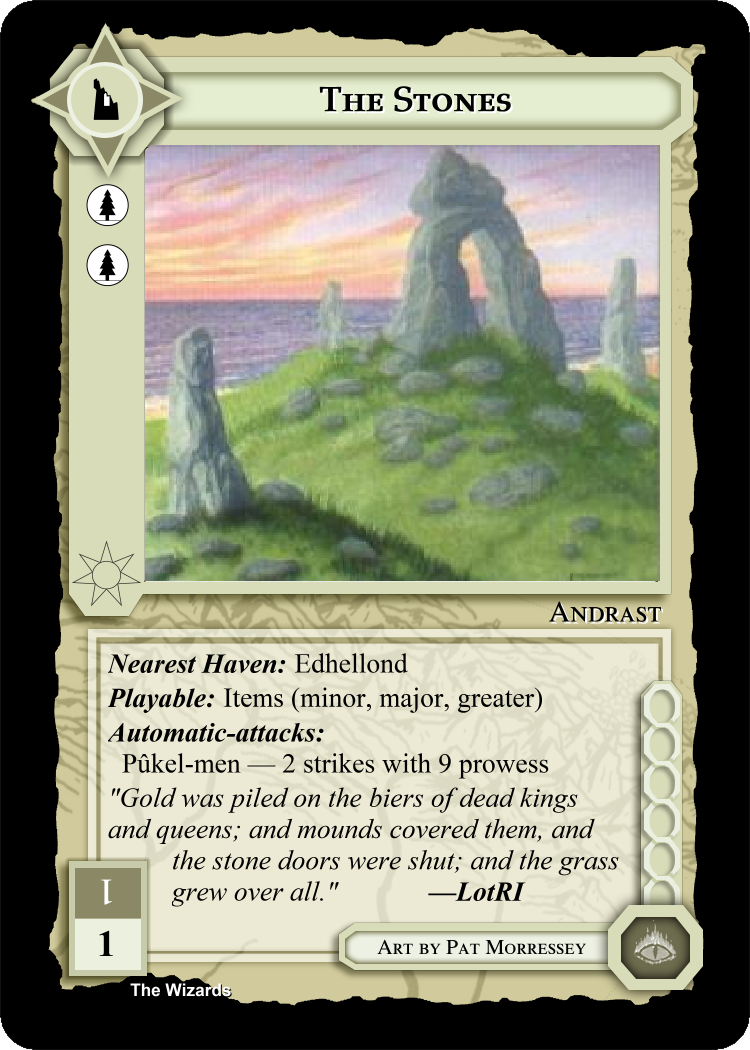 The Stones
Andrast
Nearest Haven: Edhellond
Playable: Items (minor, major, greater)
Automatic-attacks:
Pûkel-men — 2 strikes with 9 prowess
"Gold was piled on the biers of dead kings
and queens; and mounds covered them, and
the stone doors were shut; and the grass
grew over all." —LotRI
1
1
Art by Pat Morressey
The Wizards